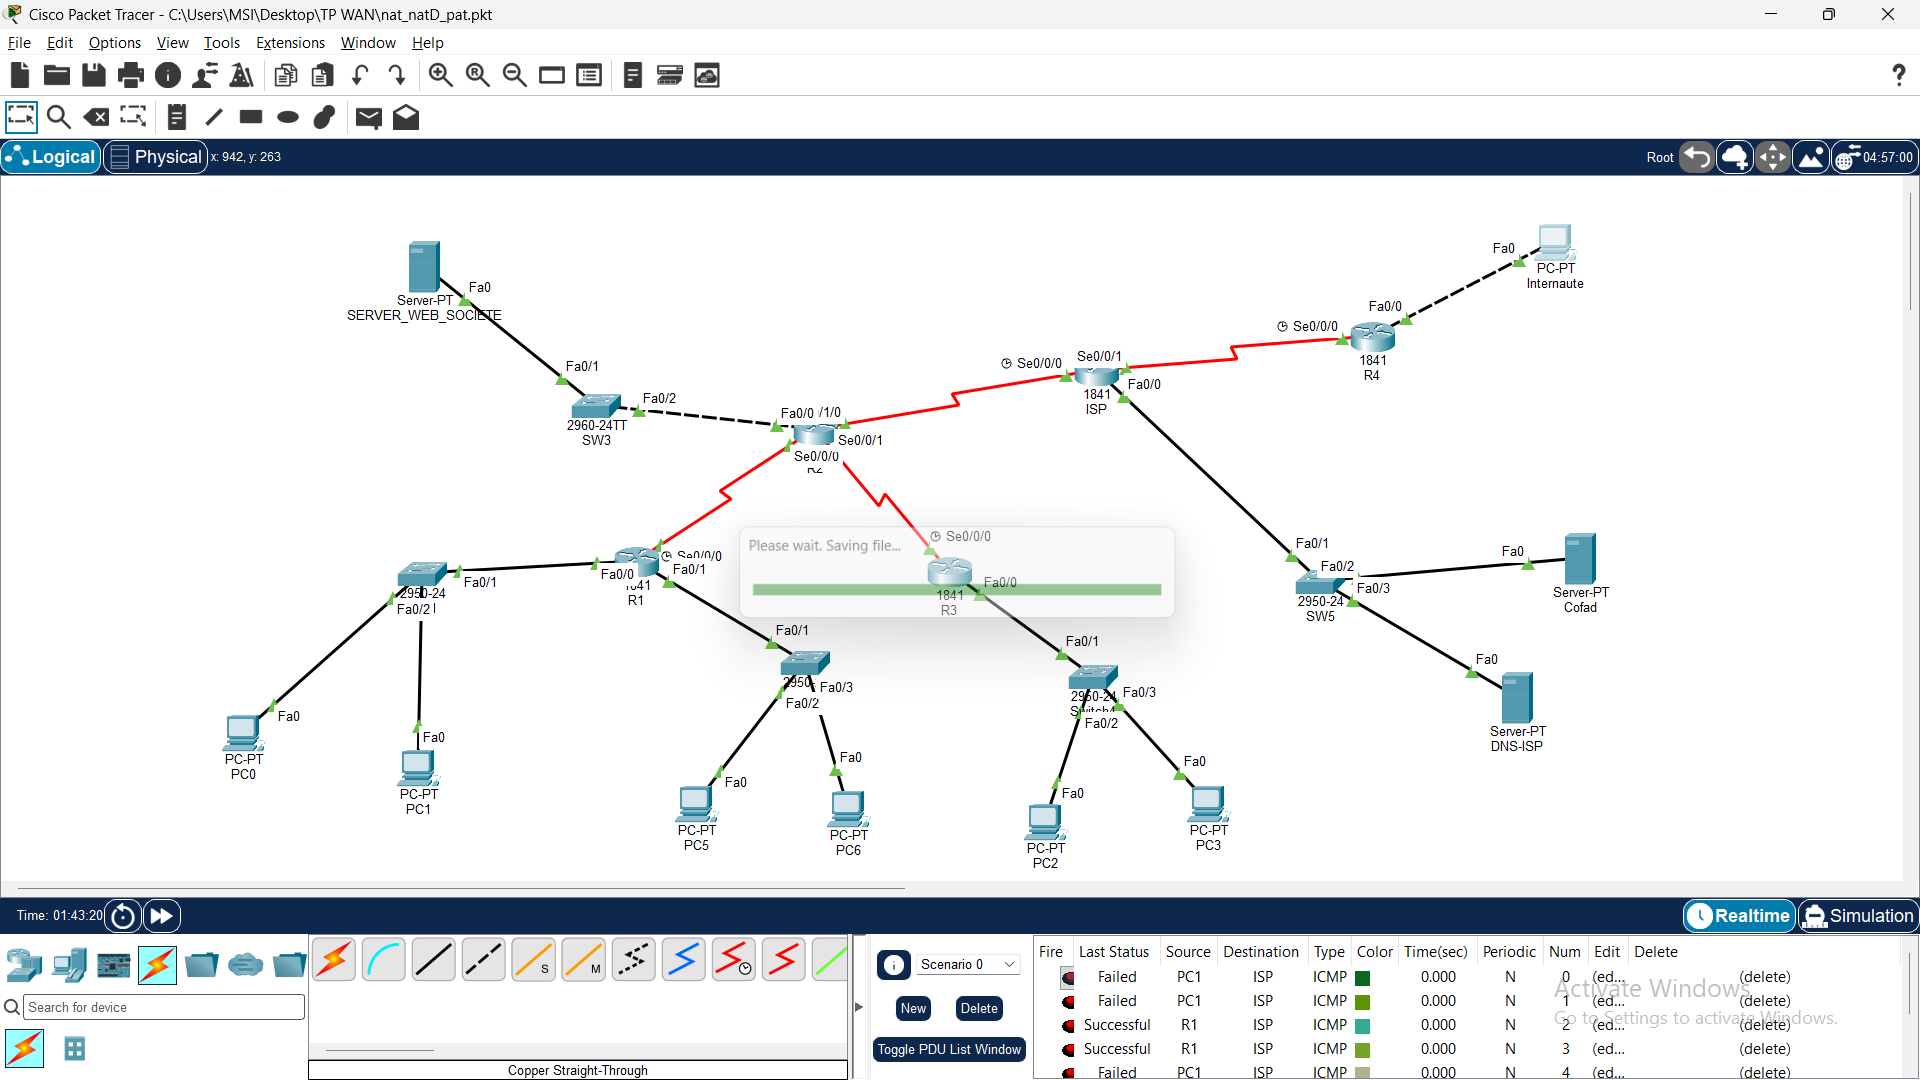 Cisco Packet Tracer - C:\Users\MSI\Desktop\TP WAN\nat_natD_pat.pkt
File Edit Options View Tools Extensions Window Help
Logical Physical x: 942, y: 263 Root 04:57:00
Fa0
Server-PT
SERVER_WEB_SOCIETE
Fa0/1
Fa0/2
2960-24TT
SW3
Fa0/0 /1/0
Se0/0/1
Se0/0/0
R2
Se0/0/0
Se0/0/1
Fa0/0
1841
ISP
Se0/0/0
Fa0/0
1841
R4
Fa0
PC-PT
Internaute
Please wait. Saving file...
Se0/0/0
Fa0/0
1841
R3
Se0/0/0
Fa0/0
Fa0/1
R1
Fa0/1
2950-24
Fa0/2
Fa0
PC-PT
PC0
Fa0
PC-PT
PC1
Fa0/1
2950-
Fa0/3
Fa0/2
Fa0
PC-PT
PC5
Fa0
PC-PT
PC6
Fa0/1
2950-24
Fa0/3
Switch4
Fa0/2
Fa0
PC-PT
PC2
Fa0
PC-PT
PC3
Fa0/1
Fa0/2
Fa0/3
2950-24
SW5
Fa0
Server-PT
Cofad
Fa0
Server-PT
DNS-ISP
Time: 01:43:20 Realtime Simulation
Search for device
S M
Copper Straight-Through
Scenario 0
New Delete
Toggle PDU List Window
Fire Last Status Source Destination Type Color Time(sec) Periodic Num Edit Delete
Failed PC1 ISP ICMP 0.000 N 0 (ed... (delete)
Failed PC1 ISP ICMP 0.000 N 1 (ed... (delete)
Successful R1 ISP ICMP 0.000 N 2 (ed... (delete)
Successful R1 ISP ICMP 0.000 N 3 (ed... (delete)
Failed PC1 ISP ICMP 0.000 N 4 (ed... (delete)
Activate Windows
Go to Settings to activate Windows.